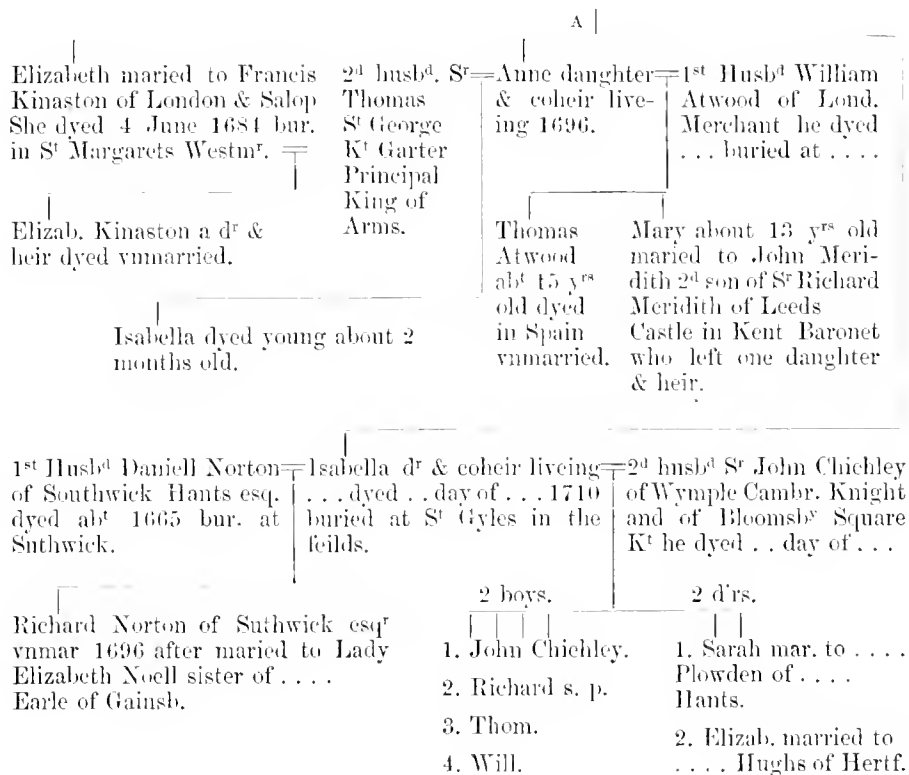 A
Elizabeth maried to Francis
Kinaston of London & Salop
She dyed 4 June 1684 bur.
in Sᵗ Margarets Westmʳ.
2ᵈ husbᵈ. Sʳ
Thomas
Sᵗ George
Kᵗ Garter
Principal
King of
Arms.
Anne daughter
& coheir live-
ing 1696.
1ˢᵗ Husbᵈ William
Atwood of Lond.
Merchant he dyed
. . . buried at . . . .
Elizab. Kinaston a dʳ &
heir dyed vnmarried.
Thomas
Atwood
abᵗ 15 yʳˢ
old dyed
in Spain
vnmarried.
Mary about 13 yʳˢ old
maried to John Meri-
dith 2ᵈ son of Sʳ Richard
Meridith of Leeds
Castle in Kent Baronet
who left one daughter
& heir.
Isabella dyed young about 2
months old.
1ˢᵗ Husbᵈ Daniell Norton
of Southwick Hants esq.
dyed abᵗ 1665 bur. at
Suthwick.
Isabella dʳ & coheir liveing
. . . dyed . . day of . . . 1710
buried at Sᵗ Gyles in the
feilds.
2ᵈ husbᵈ Sʳ John Chichley
of Wymple Cambr. Knight
and of Bloomsbʸ Square
Kᵗ he dyed . . day of . . .
Richard Norton of Suthwick esqʳ
vnmar 1696 after maried to Lady
Elizabeth Noell sister of . . . .
Earle of Gainsb.
2 boys.
1. John Chichley.
2. Richard s. p.
3. Thom.
4. Will.
2 d'rs.
1. Sarah mar. to . . . .
Plowden of . . . .
Hants.
2. Elizab. married to
. . . . Hughs of Hertf.